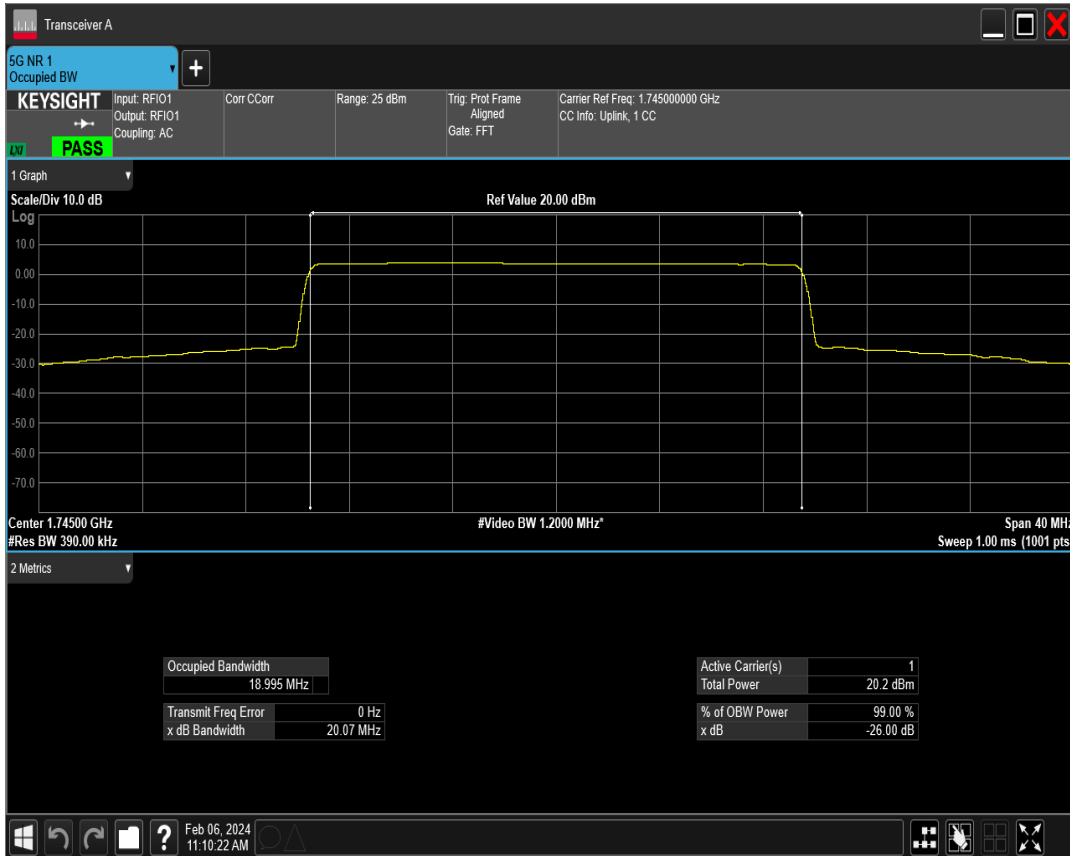 Transceiver A
5G NR 1
Occupied BW
KEYSIGHT
LXI
PASS
Input: RFIO1
Output: RFIO1
Coupling: AC
Corr CCorr
Range: 25 dBm
Trig: Prot Frame
Aligned
Gate: FFT
Carrier Ref Freq: 1.745000000 GHz
CC Info: Uplink, 1 CC
1 Graph
Scale/Div 10.0 dB
Ref Value 20.00 dBm
Log
10.0
0.00
-10.0
-20.0
-30.0
-40.0
-50.0
-60.0
-70.0
Center 1.74500 GHz
#Video BW 1.2000 MHz*
Span 40 MHz
#Res BW 390.00 kHz
Sweep 1.00 ms (1001 pts
2 Metrics
Occupied Bandwidth
18.995 MHz
Transmit Freq Error 0 Hz
x dB Bandwidth 20.07 MHz
Active Carrier(s) 1
Total Power 20.2 dBm
% of OBW Power 99.00 %
x dB -26.00 dB
?
Feb 06, 2024
11:10:22 AM